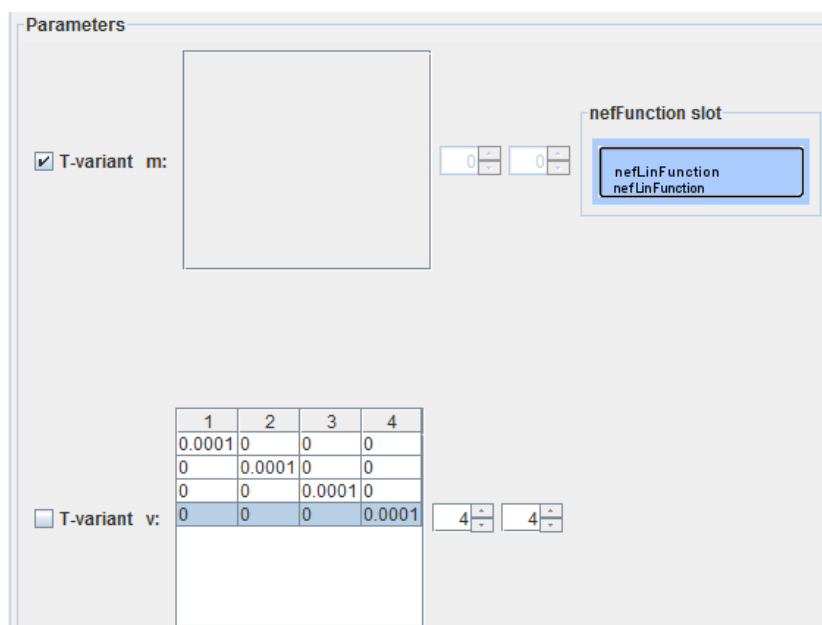 Parameters
nefFunction slot
T-variant m:
0 0
nefLinFunction
nefLinFunction
1 2 3 4
0.0001 0 0 0
0 0.0001 0 0
0 0 0.0001 0
0 0 0 0.0001
T-variant v:
4 4